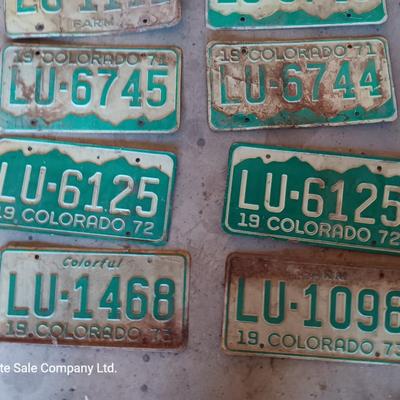 FARM
19 COLORADO 71
LU-6745
19 COLORADO 71
LU-6744
LU-6125
19 COLORADO 72
LU-6125
19 COLORADO 72
Colorful
LU-1468
19 COLORADO
FARM
LU-1098
19 COLORADO 73
te Sale Company Ltd.